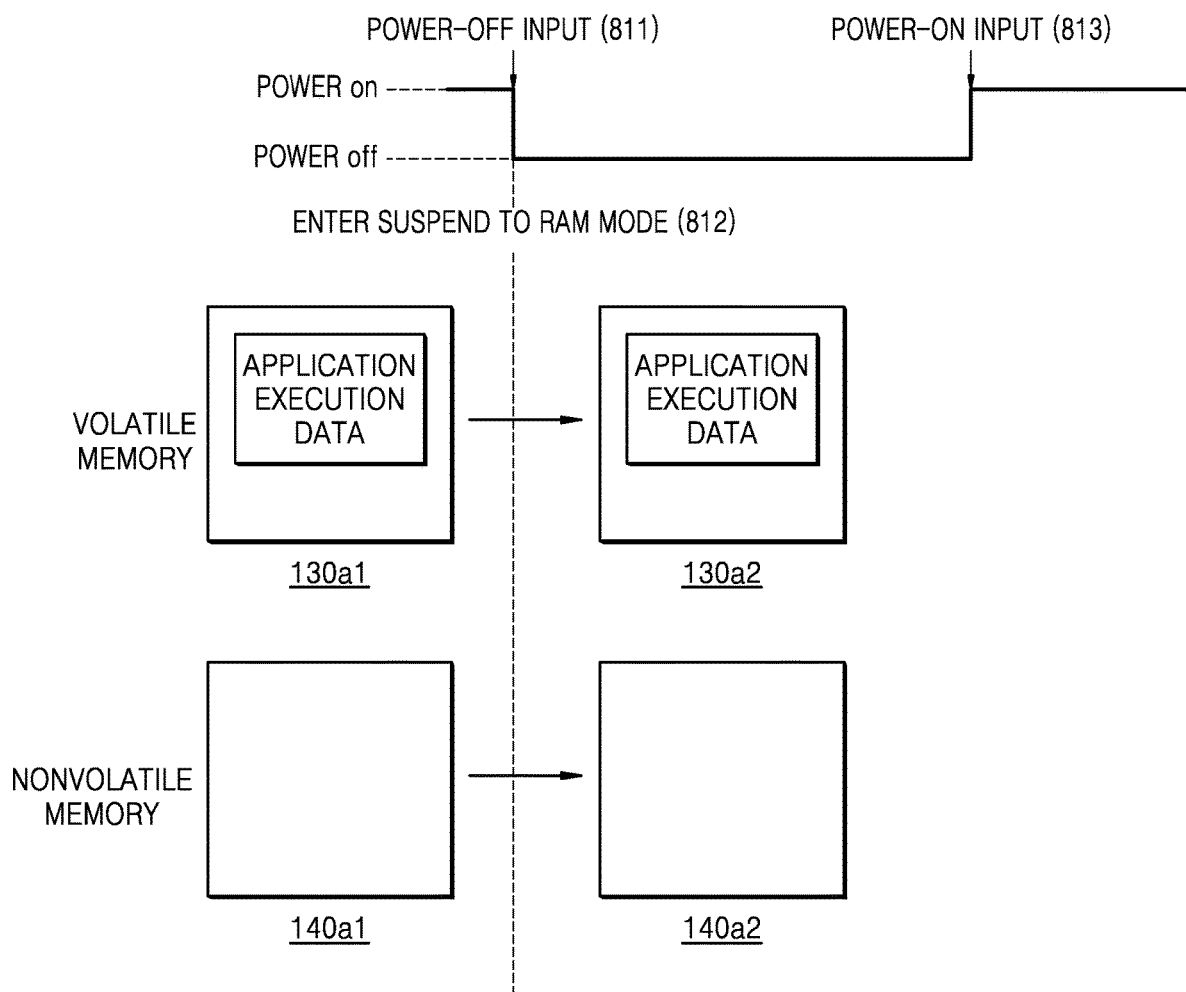 POWER-OFF INPUT (811)
POWER-ON INPUT (813)
POWER on
POWER off
ENTER SUSPEND TO RAM MODE (812)
VOLATILE
MEMORY
APPLICATION
EXECUTION
DATA
APPLICATION
EXECUTION
DATA
130a1
130a2
NONVOLATILE
MEMORY
140a1
140a2